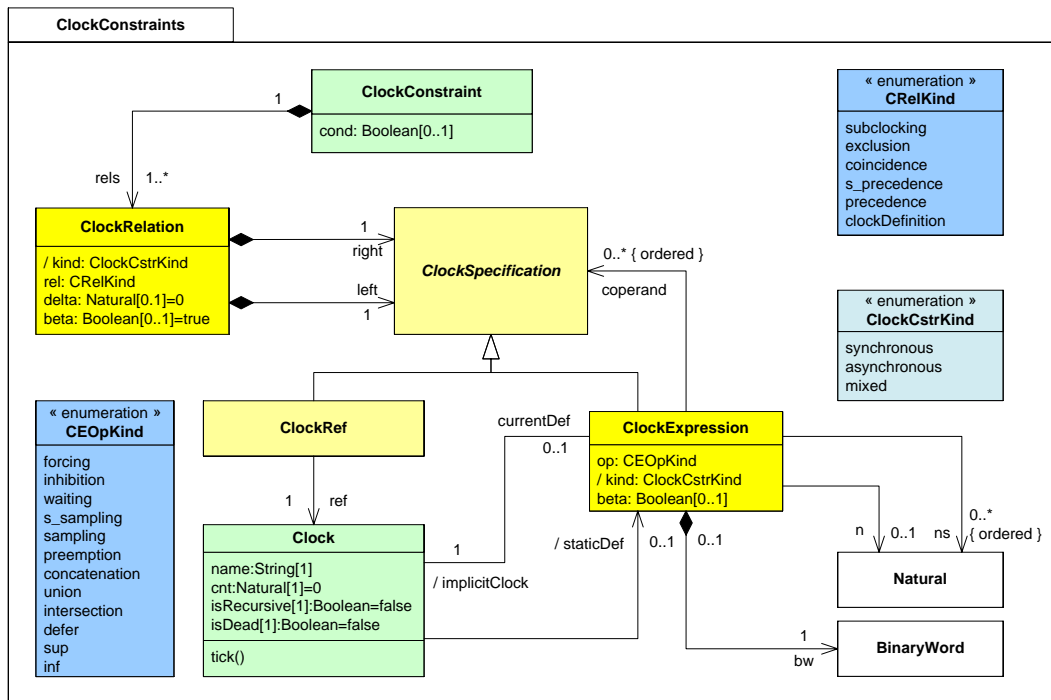 ClockConstraints
ClockConstraint
cond: Boolean[0..1]
1
rels
1..*
ClockRelation
/ kind: ClockCstrKind
rel: CRelKind
delta: Natural[0.1]=0
beta: Boolean[0..1]=true
1
right
left
1
ClockSpecification
0..* { ordered }
coperand
« enumeration »
CRelKind
subclocking
exclusion
coincidence
s_precedence
precedence
clockDefinition
« enumeration »
ClockCstrKind
synchronous
asynchronous
mixed
« enumeration »
CEOpKind
forcing
inhibition
waiting
s_sampling
sampling
preemption
concatenation
union
intersection
defer
sup
inf
ClockRef
1
ref
currentDef
0..1
ClockExpression
op: CEOpKind
/ kind: ClockCstrKind
beta: Boolean[0..1]
Clock
name:String[1]
cnt:Natural[1]=0
isRecursive[1]:Boolean=false
isDead[1]:Boolean=false
tick()
1
/ implicitClock
/ staticDef
0..1
0..1
n
0..1
ns
0..*
{ ordered }
Natural
1
bw
BinaryWord